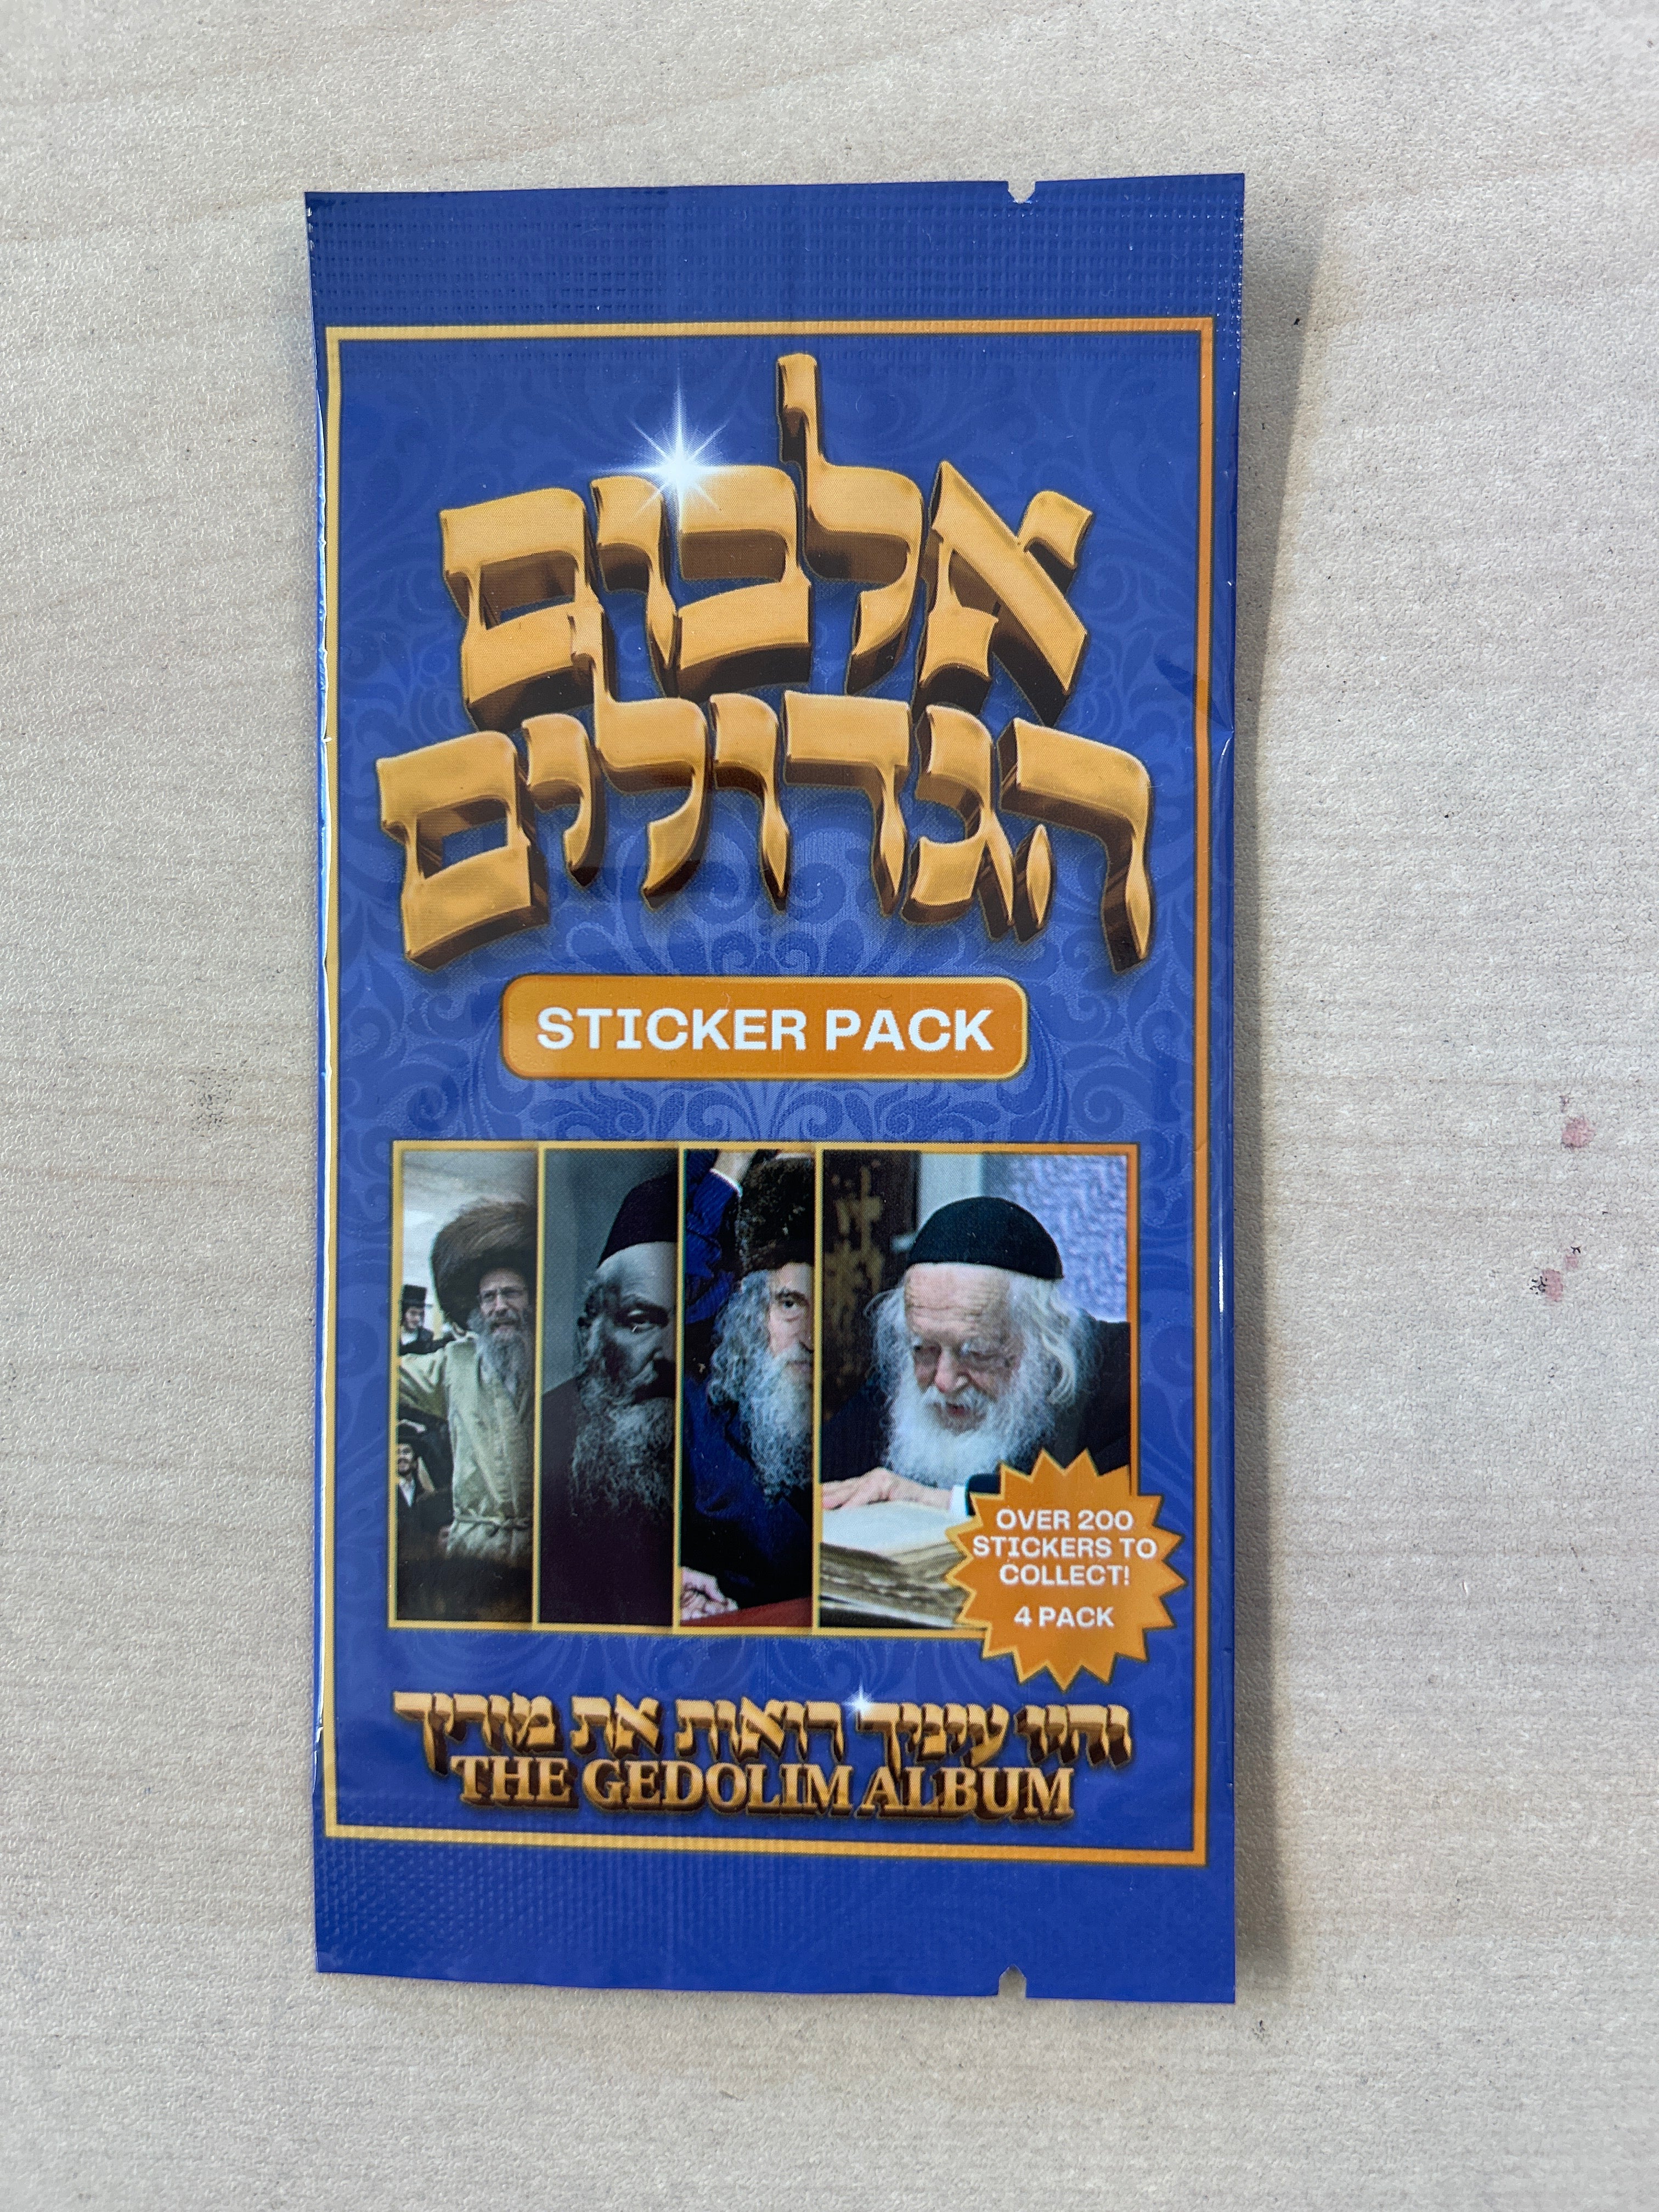 אלבום
הגדולים
STICKER PACK
OVER 200
STICKERS TO
COLLECT!
4 PACK
והיו עיניך רואות את מוריך
THE GEDOLIM ALBUM